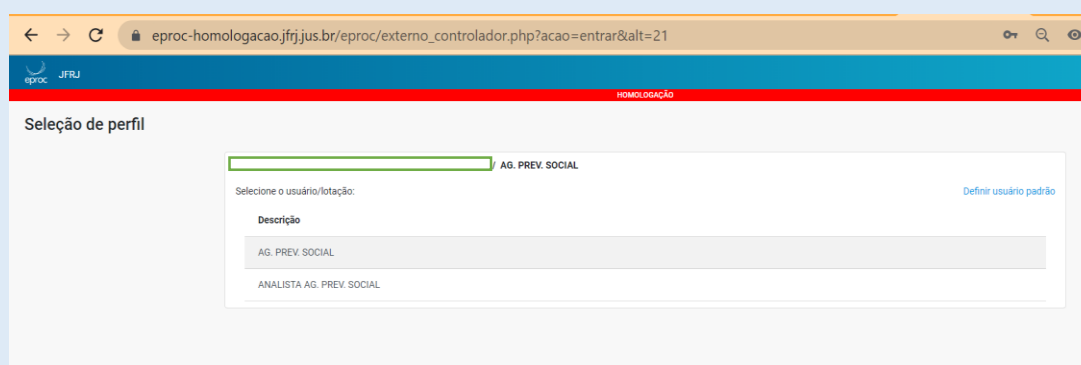 eproc-homologacao.jfrj.jus.br/eproc/externo_controlador.php?acao=entrar&alt=21
eproc JFRJ
HOMOLOGAÇÃO
Seleção de perfil
/ AG. PREV. SOCIAL
Selecione o usuário/lotação: Definir usuário padrão
Descrição
AG. PREV. SOCIAL
ANALISTA AG. PREV. SOCIAL